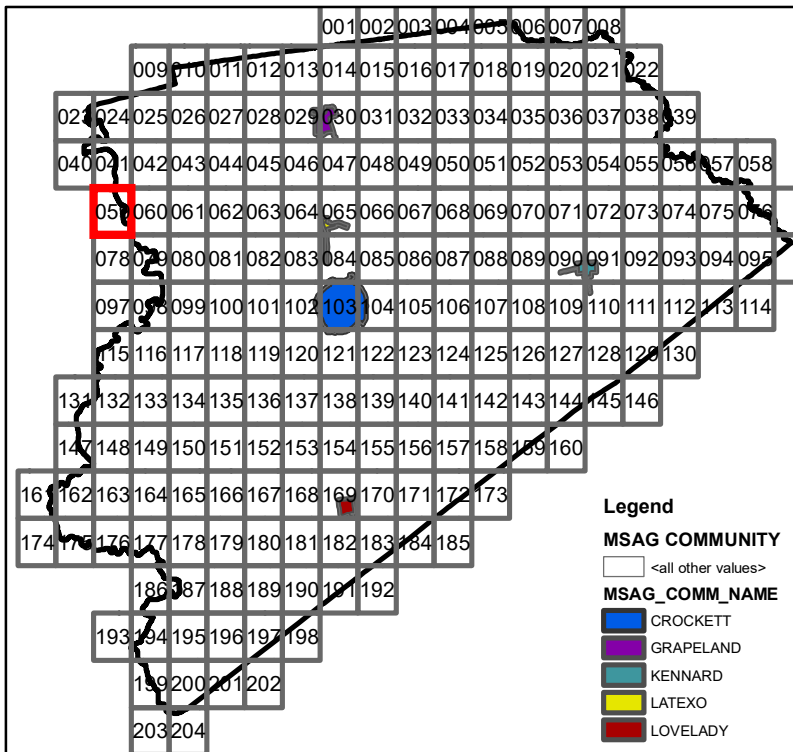 001 002 003 004 005 006 007 008
009 010 011 012 013 014 015 016 017 018 019 020 021 022
023 024 025 026 027 028 029 030 031 032 033 034 035 036 037 038 039
040 041 042 043 044 045 046 047 048 049 050 051 052 053 054 055 056 057 058
059 060 061 062 063 064 065 066 067 068 069 070 071 072 073 074 075 076
078 079 080 081 082 083 084 085 086 087 088 089 090 091 092 093 094 095
097 098 099 100 101 102 103 104 105 106 107 108 109 110 111 112 113 114
115 116 117 118 119 120 121 122 123 124 125 126 127 128 129 130
131 132 133 134 135 136 137 138 139 140 141 142 143 144 145 146
147 148 149 150 151 152 153 154 155 156 157 158 159 160
161 162 163 164 165 166 167 168 169 170 171 172 173
174 175 176 177 178 179 180 181 182 183 184 185
186 187 188 189 190 191 192
193 194 195 196 197 198
199 200 201 202
203 204
Legend
MSAG COMMUNITY
<all other values>
MSAG_COMM_NAME
CROCKETT
GRAPELAND
KENNARD
LATEXO
LOVELADY